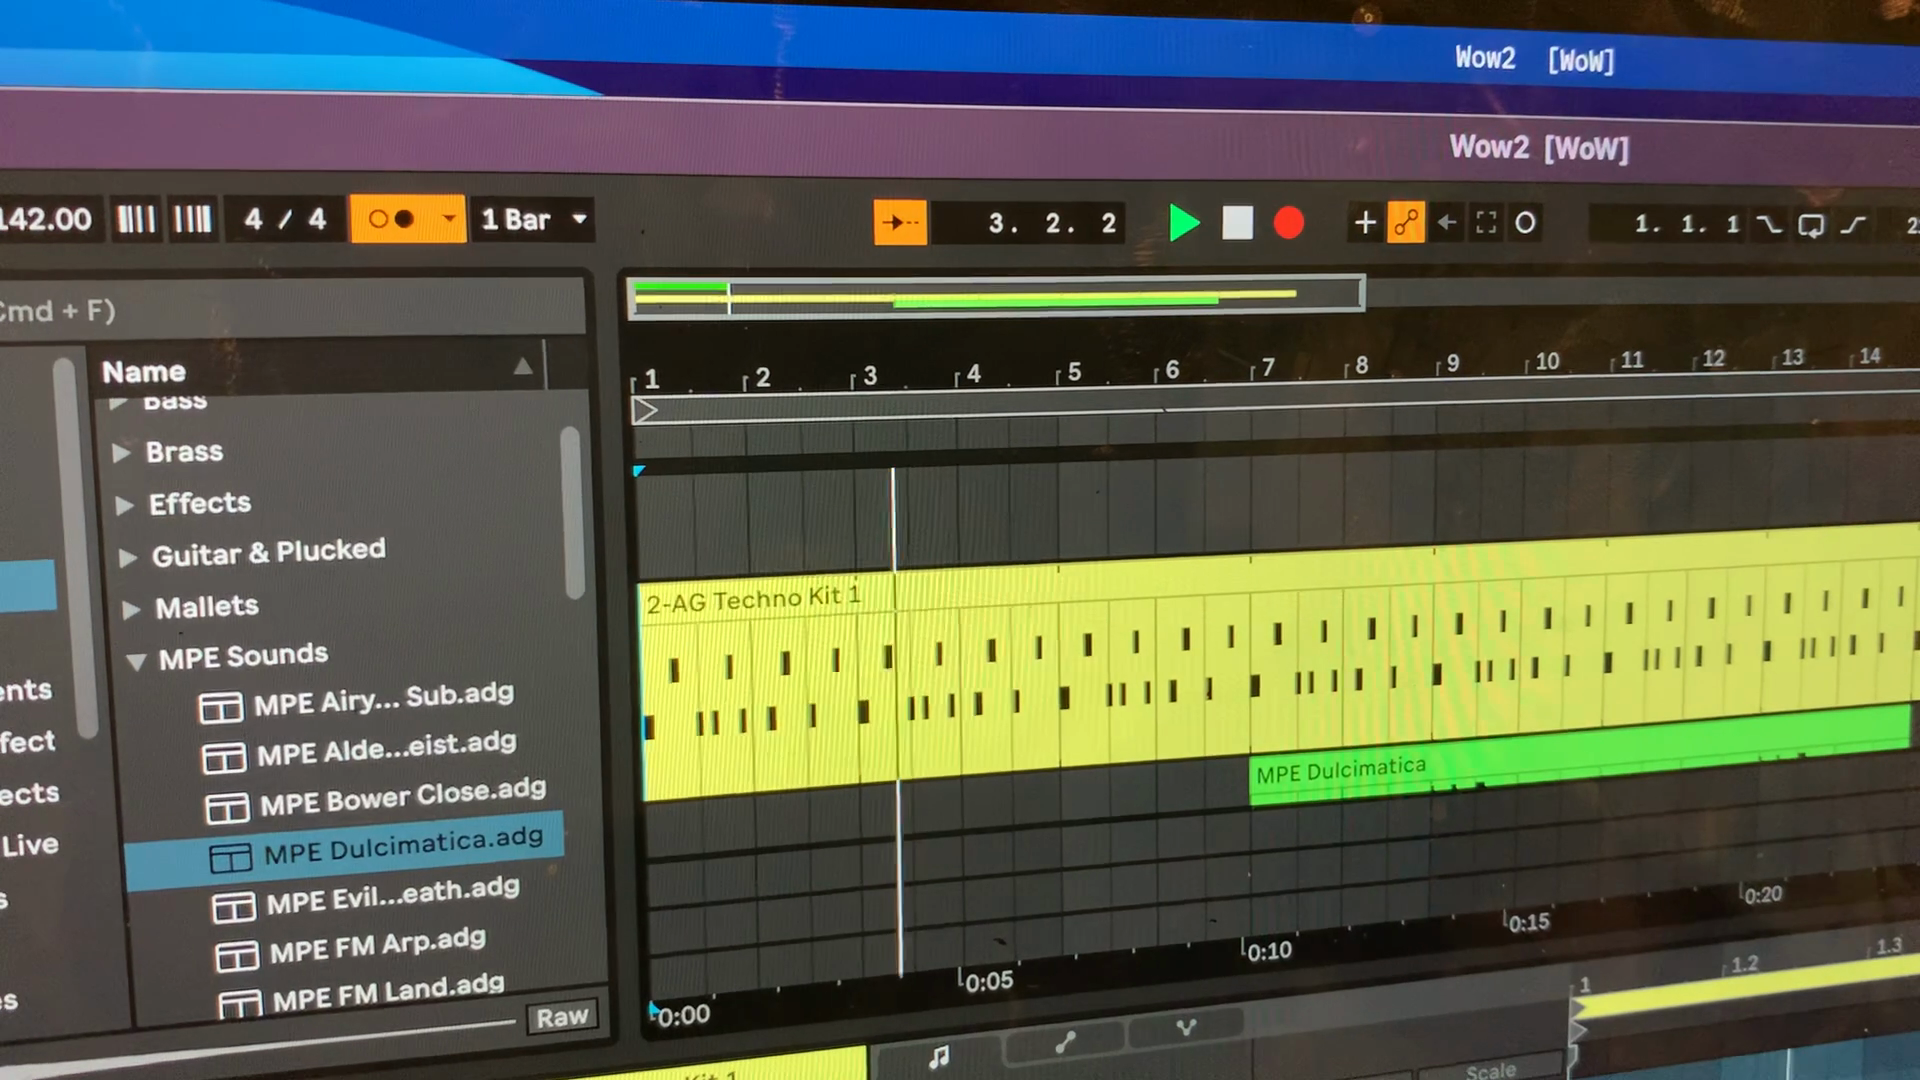 Wow2 [WoW]
Wow2 [WoW]
142.00 4 / 4 1 Bar 3. 2. 2 1. 1. 1
Cmd + F)
Name
Bass
Brass
Effects
Guitar & Plucked
Mallets
MPE Sounds
MPE Airy... Sub.adg
MPE Alde...eist.adg
MPE Bower Close.adg
MPE Dulcimatica.adg
MPE Evil...eath.adg
MPE FM Arp.adg
MPE FM Land.adg
Raw
ents
fect
ects
Live
s
es
1 2 3 4 5 6 7 8 9 10 11 12 13 14
2-AG Techno Kit 1
MPE Dulcimatica
0:00 0:05 0:10 0:15 0:20
1 1.2 1.3
Scale